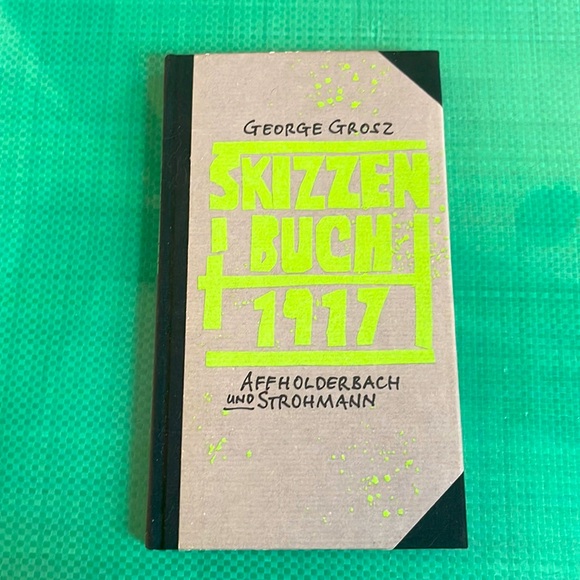 GEORGE GROSZ
SKIZZEN
BUCH
1917
AFFHOLDERBACH
UND STROHMANN